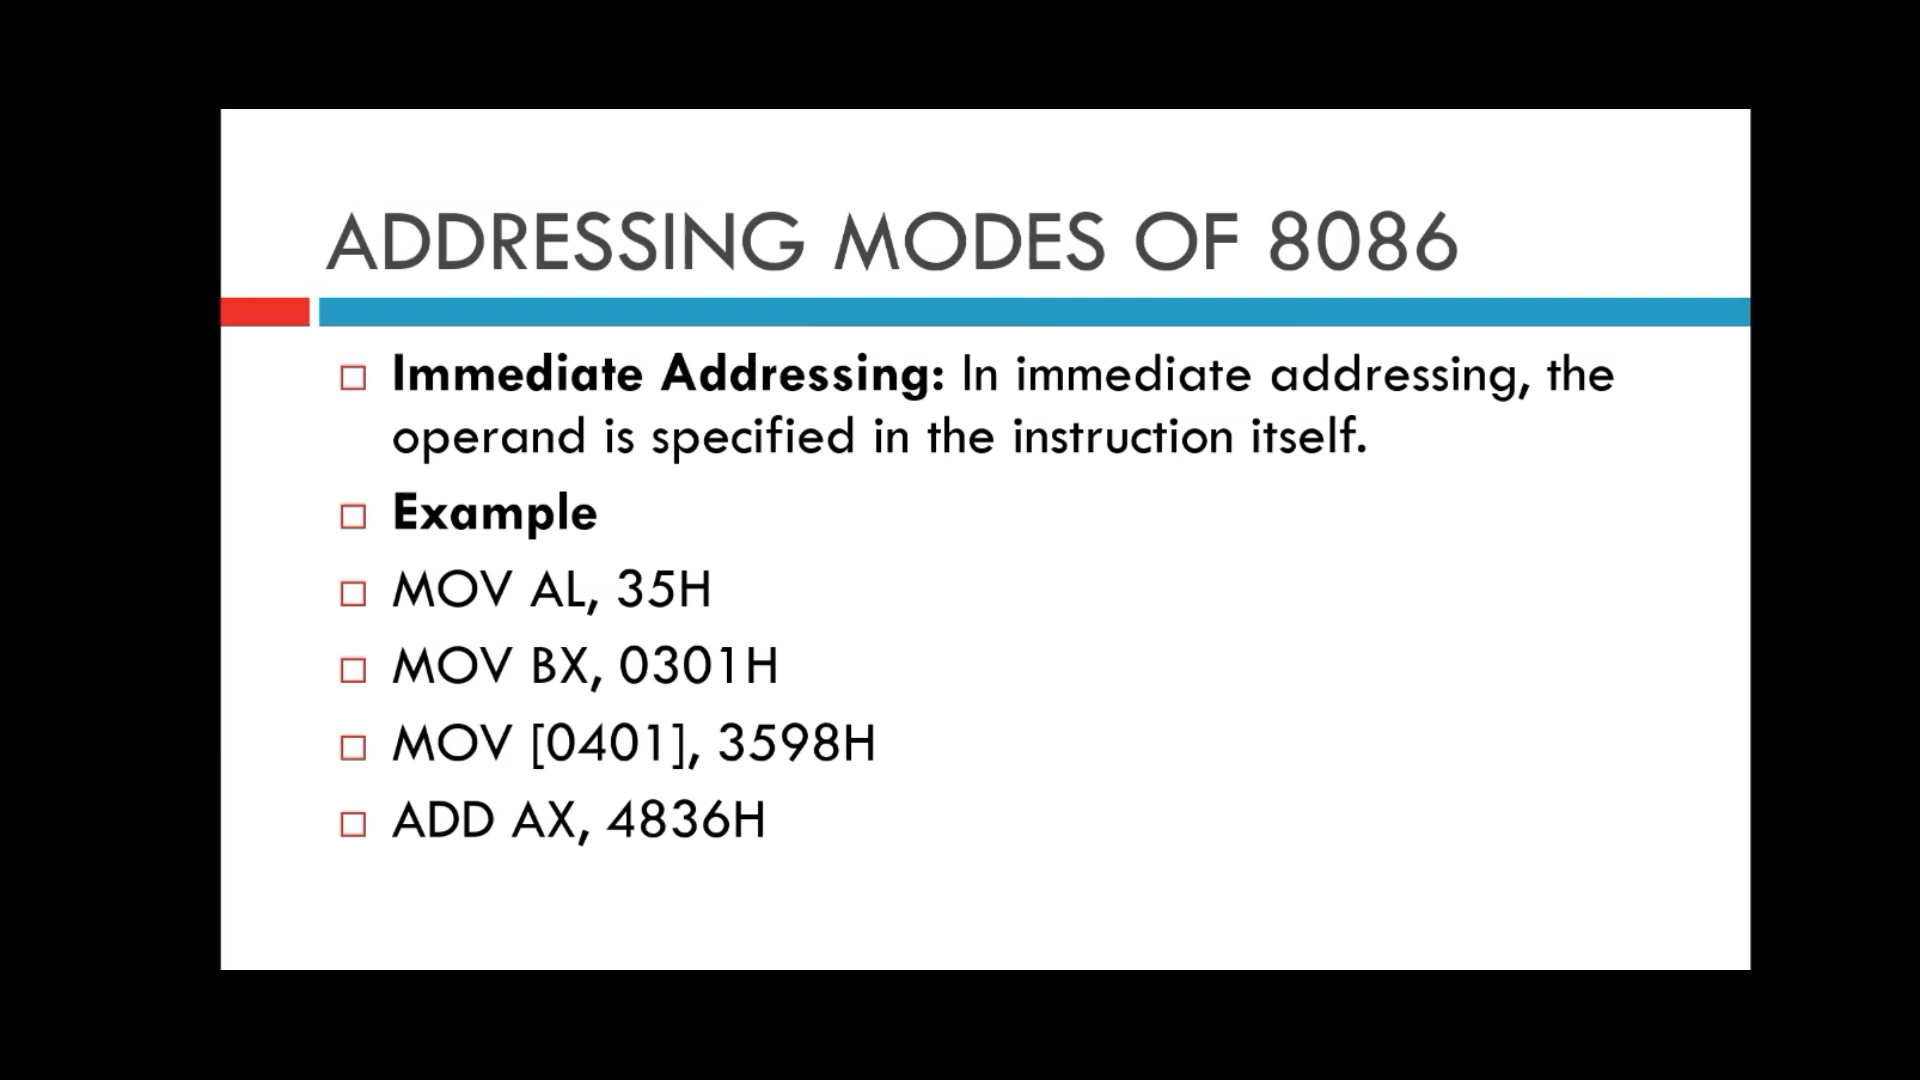 ADDRESSING MODES OF 8086
Immediate Addressing: In immediate addressing, the
operand is specified in the instruction itself.
Example
MOV AL, 35H
MOV BX, 0301H
MOV [0401], 3598H
ADD AX, 4836H